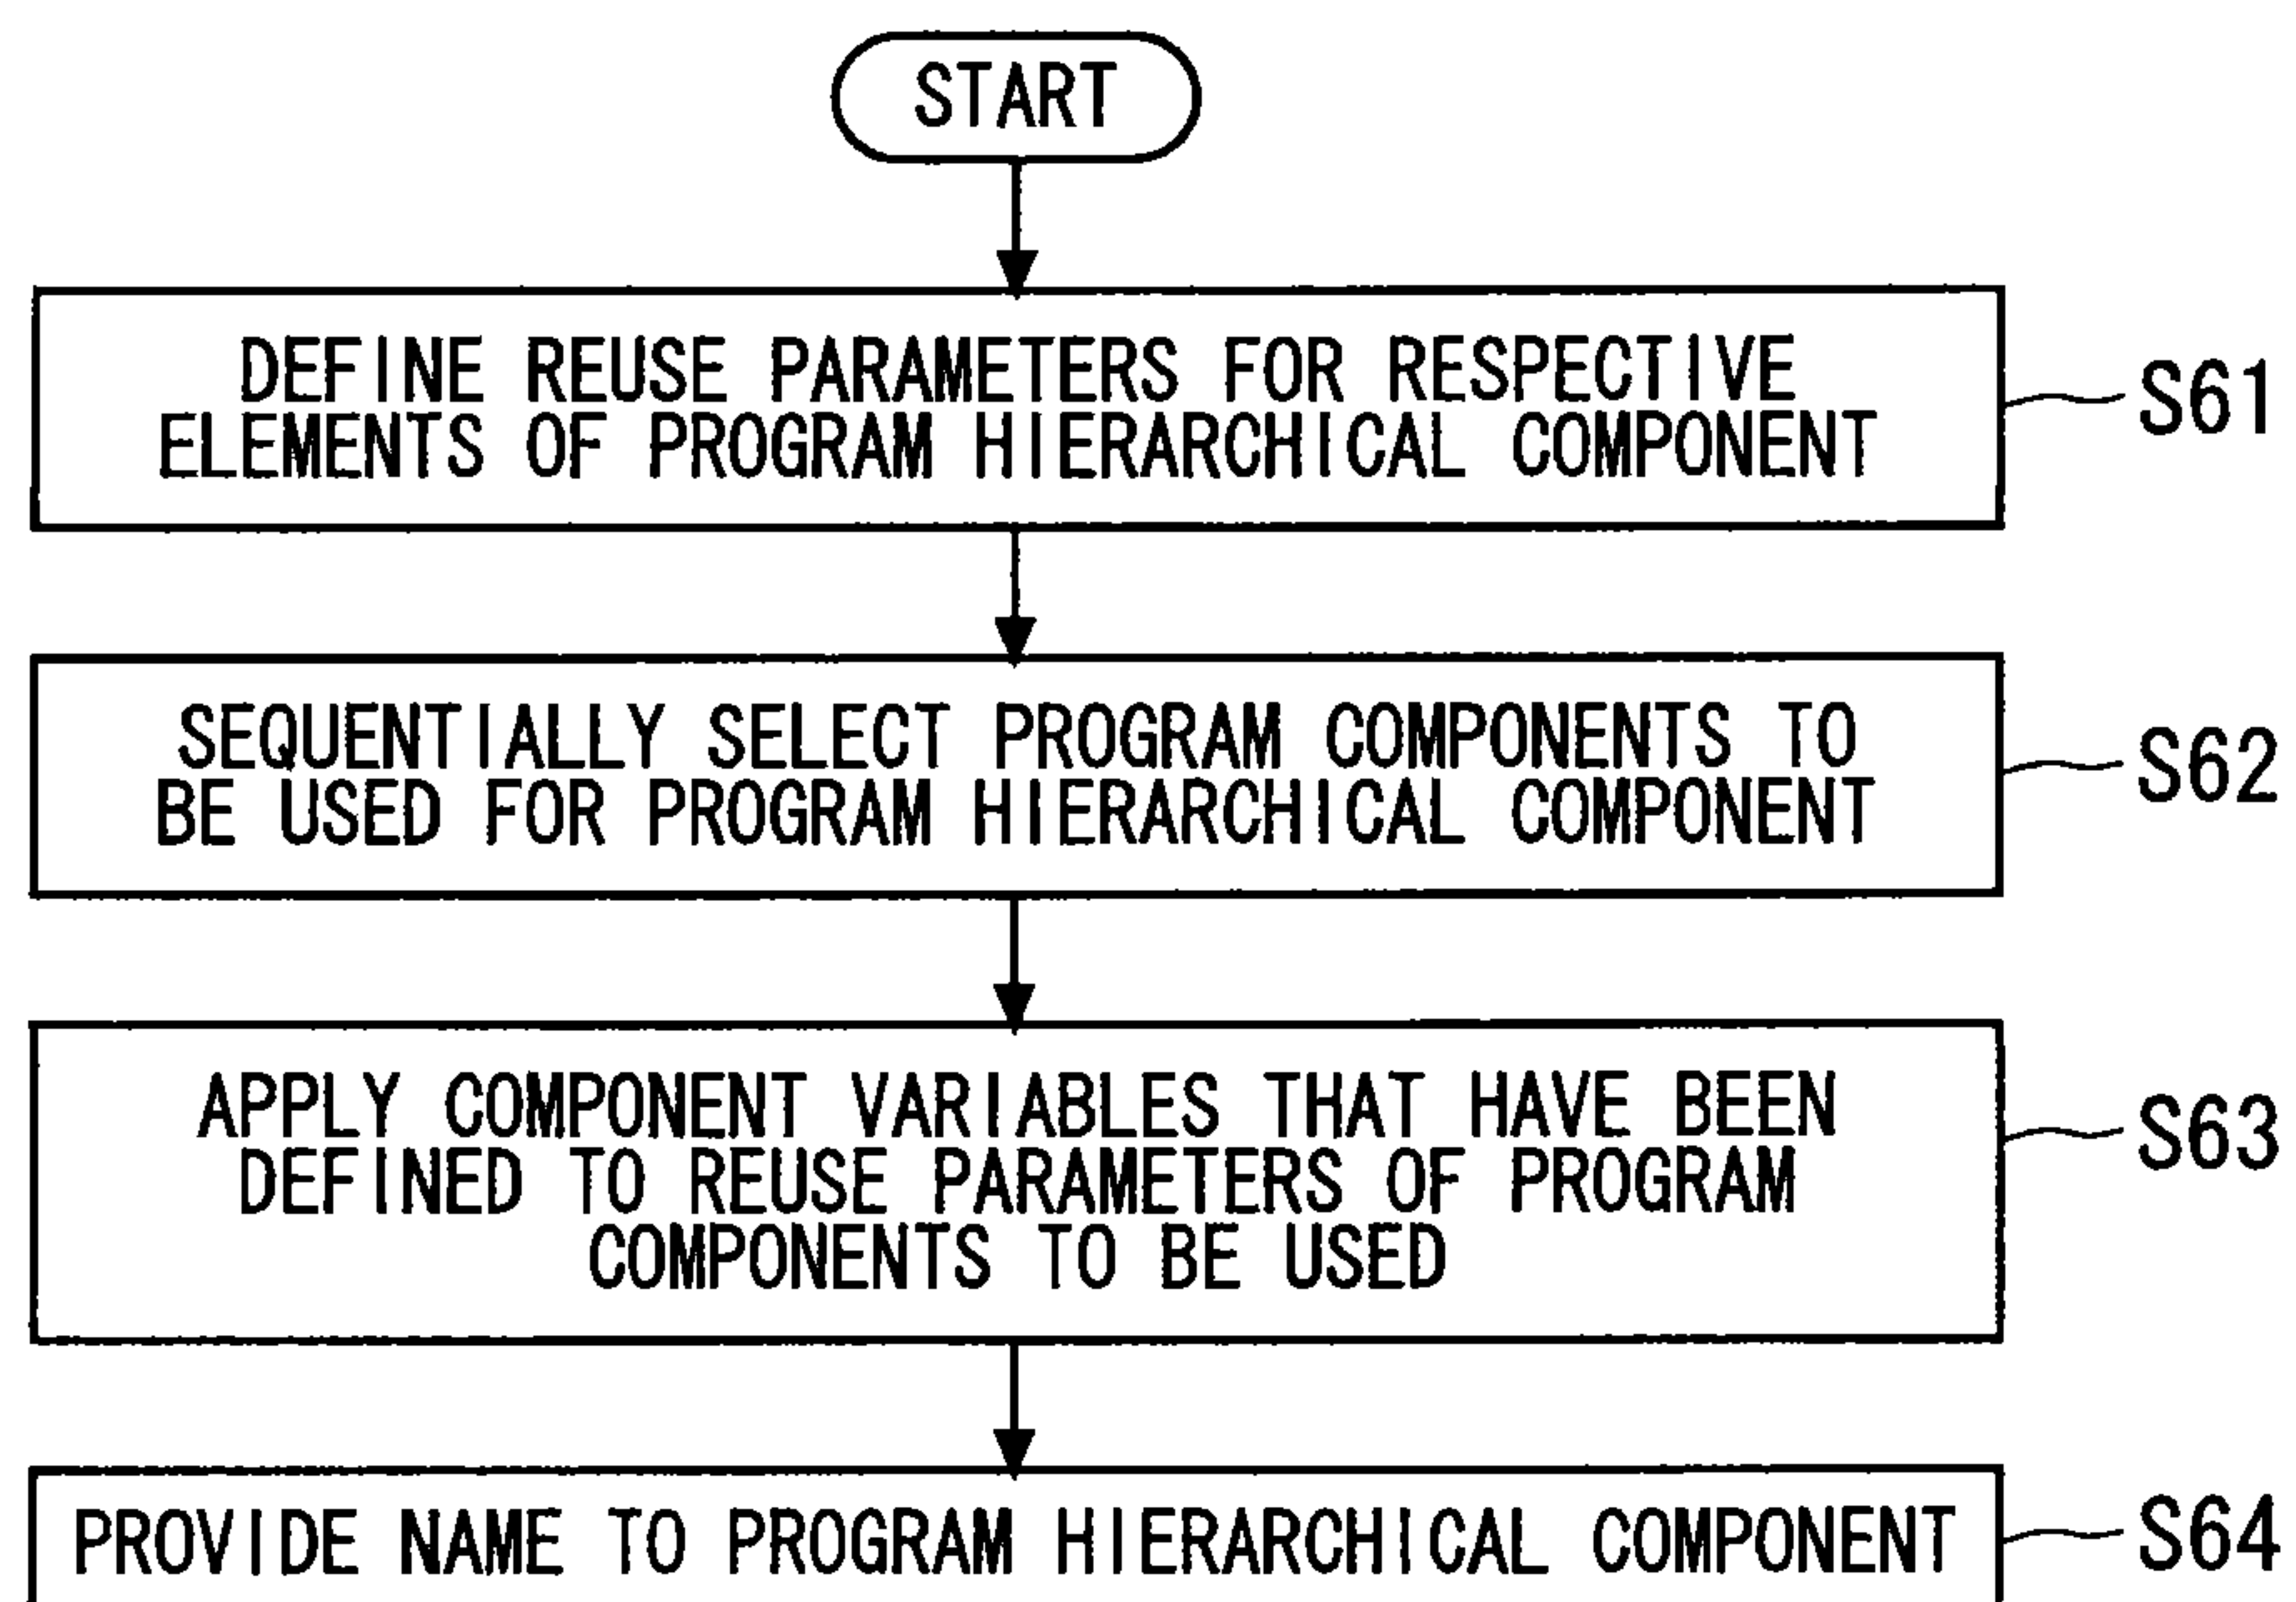 START
DEFINE REUSE PARAMETERS FOR RESPECTIVE
ELEMENTS OF PROGRAM HIERARCHICAL COMPONENT
S61
SEQUENTIALLY SELECT PROGRAM COMPONENTS TO
BE USED FOR PROGRAM HIERARCHICAL COMPONENT
S62
APPLY COMPONENT VARIABLES THAT HAVE BEEN
DEFINED TO REUSE PARAMETERS OF PROGRAM
COMPONENTS TO BE USED
S63
PROVIDE NAME TO PROGRAM HIERARCHICAL COMPONENT
S64